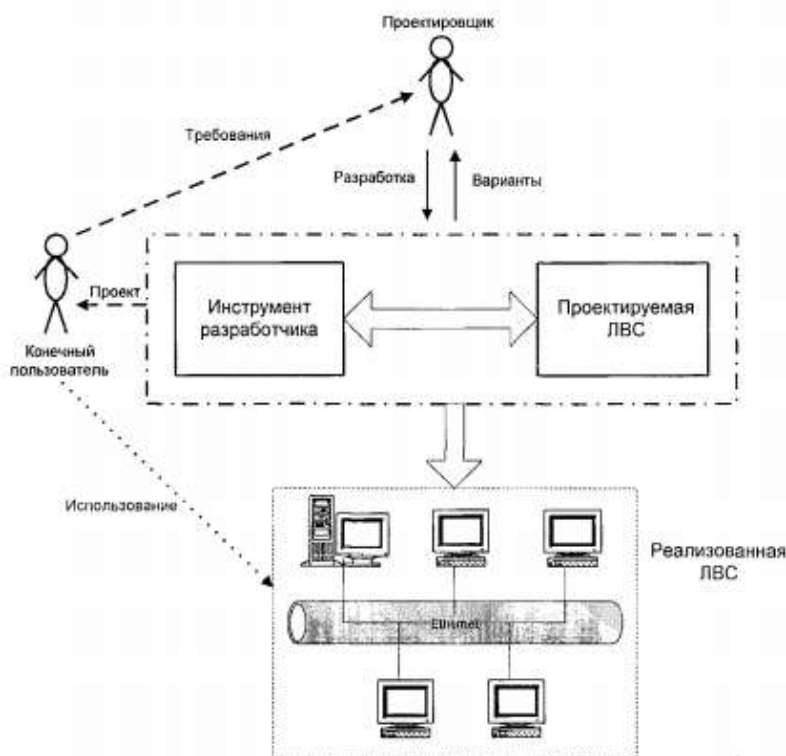 Проектировщик
Требования
Разработка
Варианты
Проект
Инструмент
разработчика
Проектируемая
ЛВС
Конечный
пользователь
Использование
Реализованная
ЛВС
Ethernet